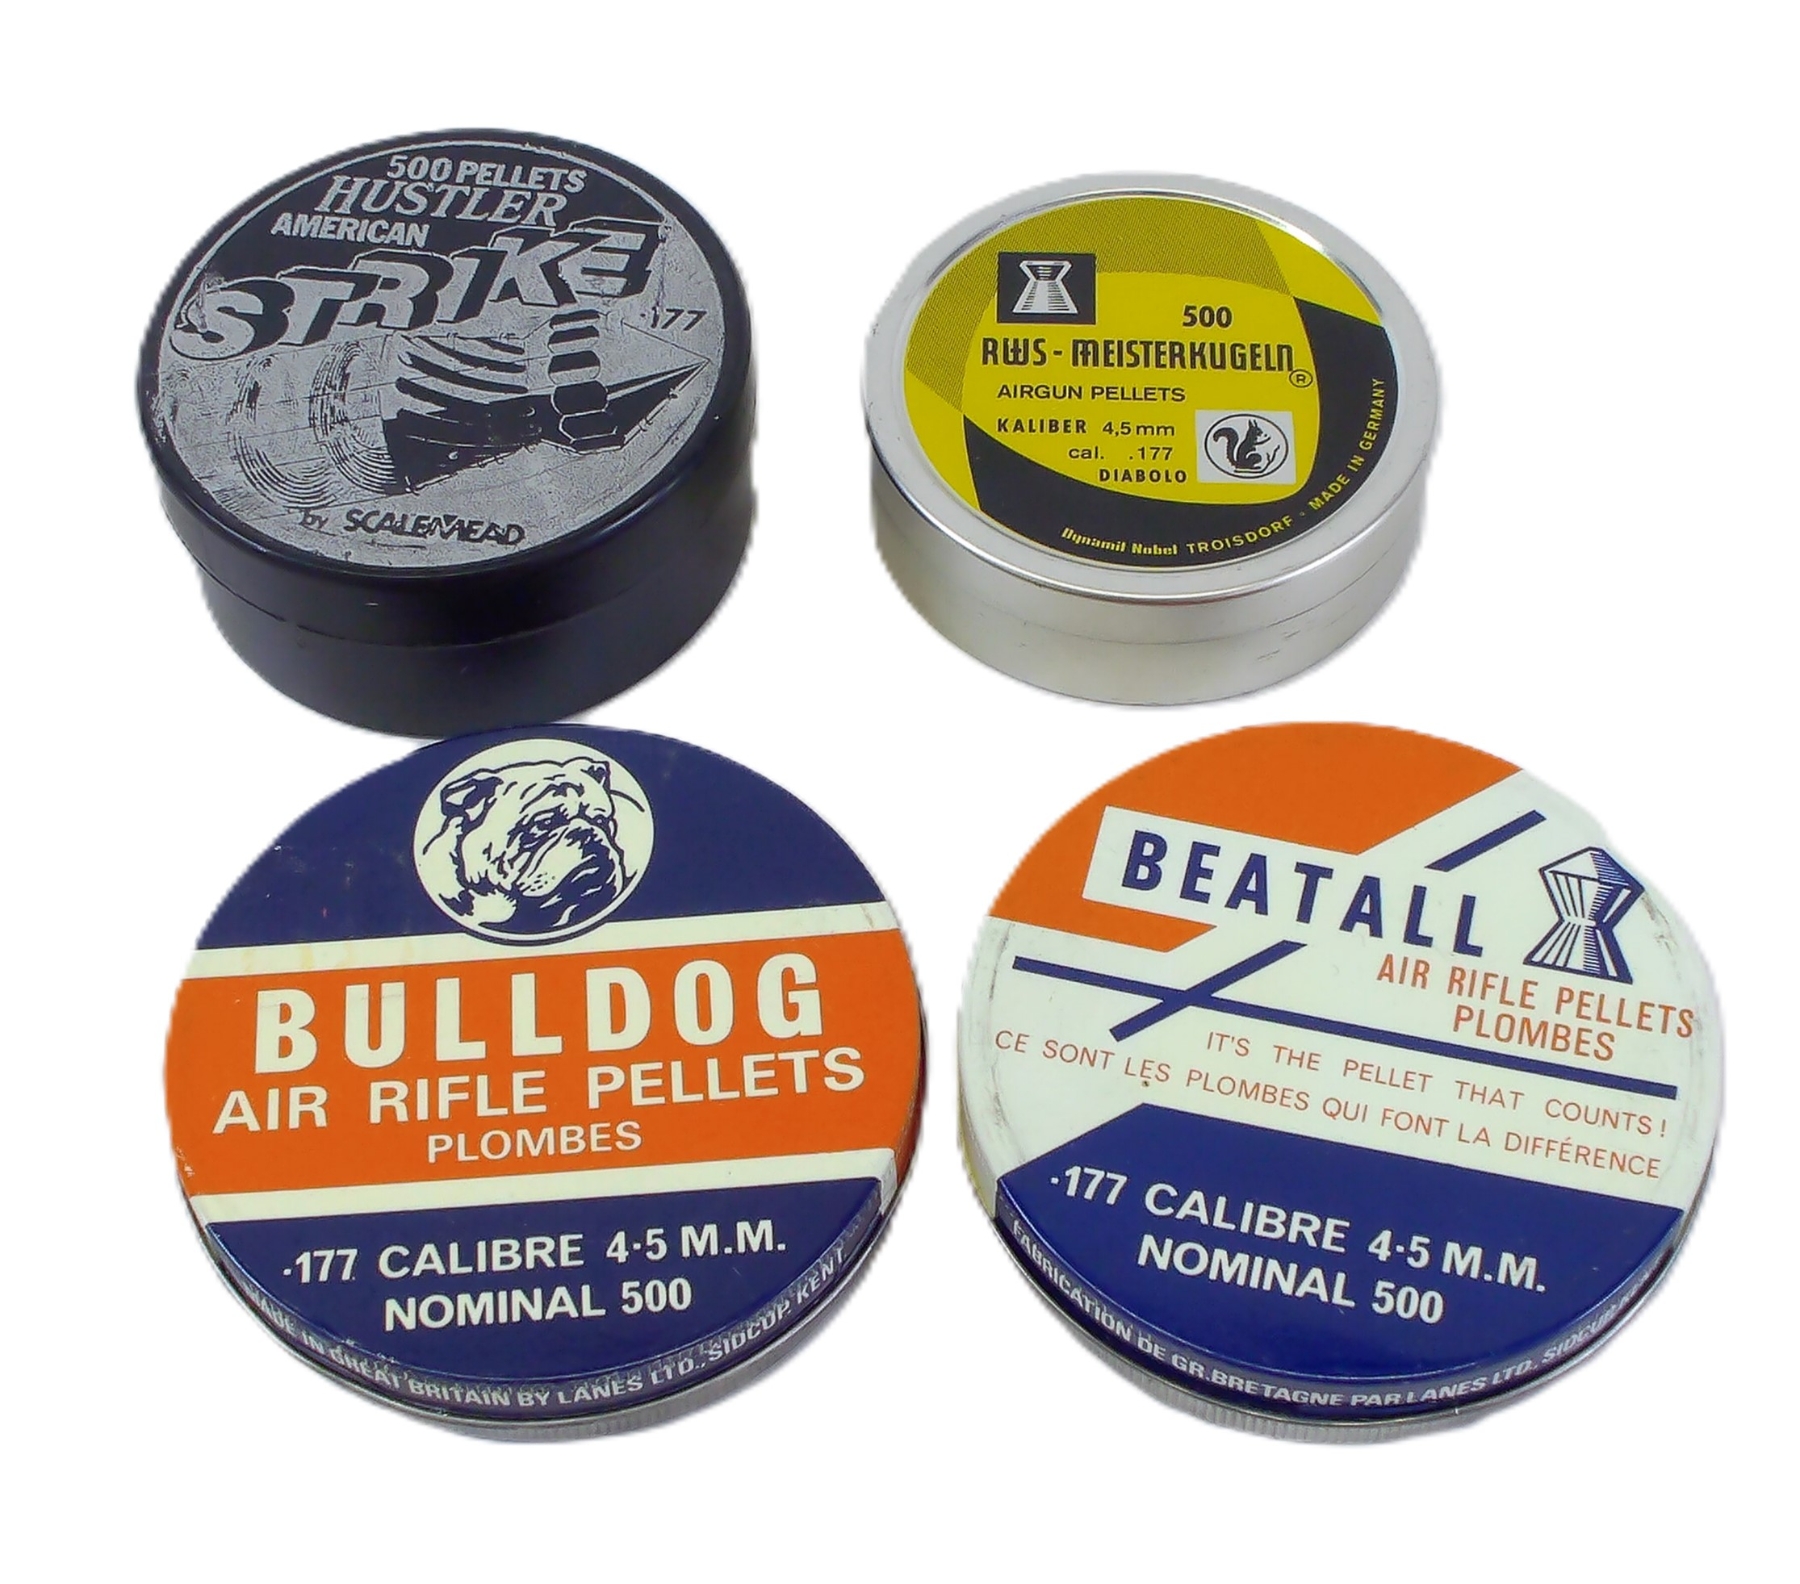 500 PELLETS
HUSTLER
AMERICAN
STRIKE
.177
by SCALEMEAD
500
RWS - MEISTERKUGELN ®
AIRGUN PELLETS
KALIBER 4,5 mm
cal. .177
DIABOLO
Dynamit Nobel TROISDORF · MADE IN GERMANY
BULLDOG
AIR RIFLE PELLETS
PLOMBES
·177 CALIBRE 4·5 M.M.
NOMINAL 500
MADE IN GREAT BRITAIN BY LANES LTD., SIDCUP, KENT.
BEATALL
AIR RIFLE PELLETS
PLOMBES
IT'S THE PELLET THAT COUNTS!
CE SONT LES PLOMBES QUI FONT LA DIFFÉRENCE
·177 CALIBRE 4·5 M.M.
NOMINAL 500
FABRICATION DE GR.BRETAGNE PAR LANES LTD., SIDCUP